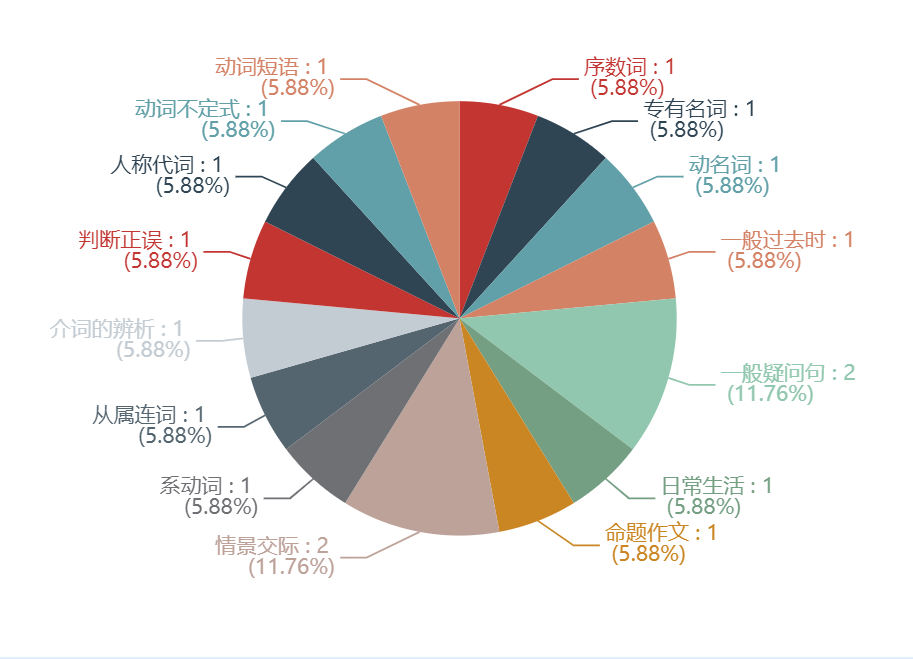 序数词 : 1
(5.88%)
专有名词 : 1
(5.88%)
动名词 : 1
(5.88%)
一般过去时 : 1
(5.88%)
一般疑问句 : 2
(11.76%)
日常生活 : 1
(5.88%)
命题作文 : 1
(5.88%)
情景交际 : 2
(11.76%)
系动词 : 1
(5.88%)
从属连词 : 1
(5.88%)
介词的辨析 : 1
(5.88%)
判断正误 : 1
(5.88%)
人称代词 : 1
(5.88%)
动词不定式 : 1
(5.88%)
动词短语 : 1
(5.88%)